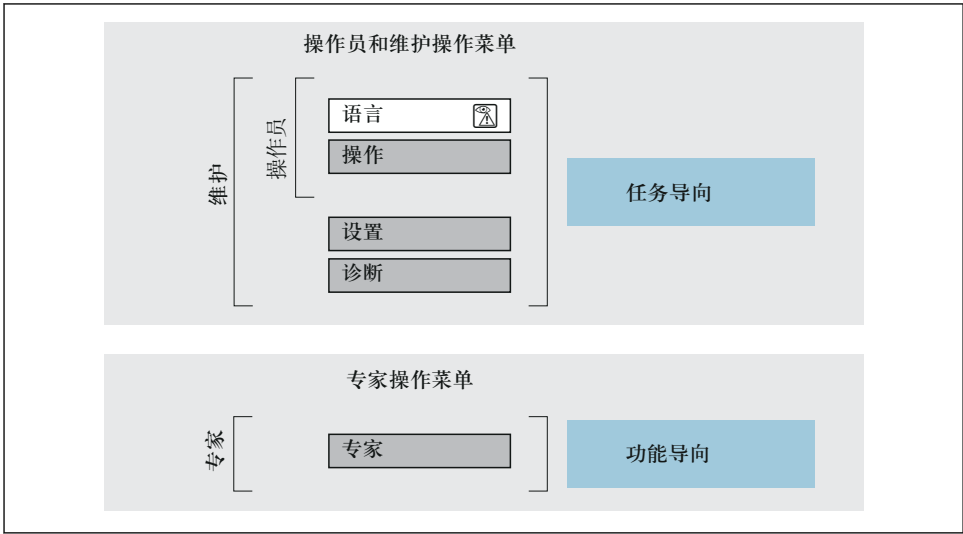 操作员和维护操作菜单
维护
操作员
语言
操作
设置
诊断
任务导向
专家操作菜单
专家
专家
功能导向